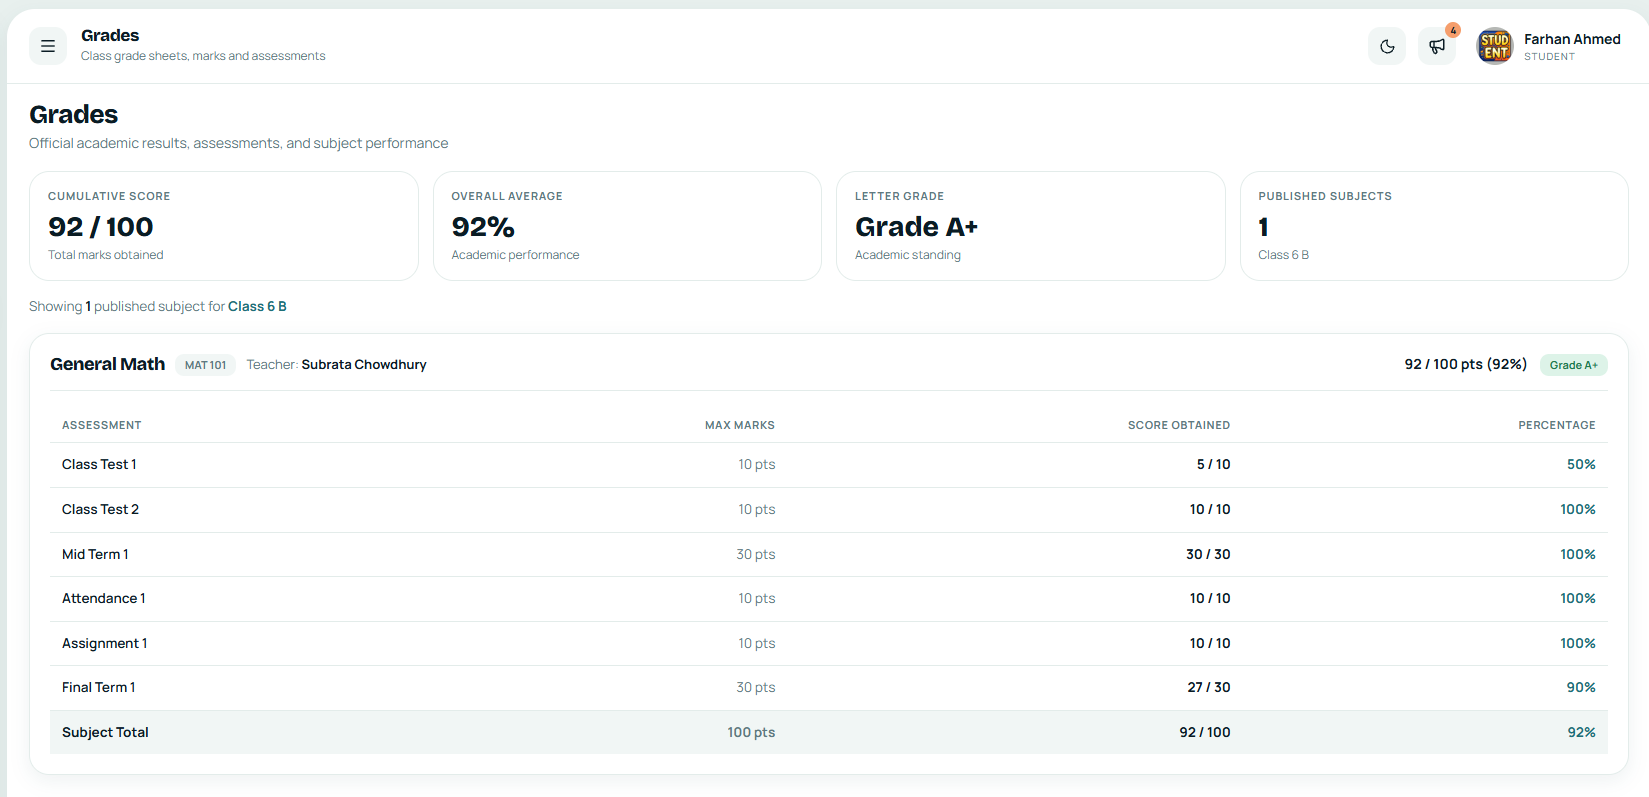 Grades
Class grade sheets, marks and assessments
4
STUDENT
Farhan Ahmed
STUDENT
Grades
Official academic results, assessments, and subject performance
CUMULATIVE SCORE
92 / 100
Total marks obtained
OVERALL AVERAGE
92%
Academic performance
LETTER GRADE
Grade A+
Academic standing
PUBLISHED SUBJECTS
1
Class 6 B
Showing 1 published subject for Class 6 B
General Math MAT 101 Teacher: Subrata Chowdhury 92 / 100 pts (92%) Grade A+
ASSESSMENT MAX MARKS SCORE OBTAINED PERCENTAGE
Class Test 1 10 pts 5 / 10 50%
Class Test 2 10 pts 10 / 10 100%
Mid Term 1 30 pts 30 / 30 100%
Attendance 1 10 pts 10 / 10 100%
Assignment 1 10 pts 10 / 10 100%
Final Term 1 30 pts 27 / 30 90%
Subject Total 100 pts 92 / 100 92%